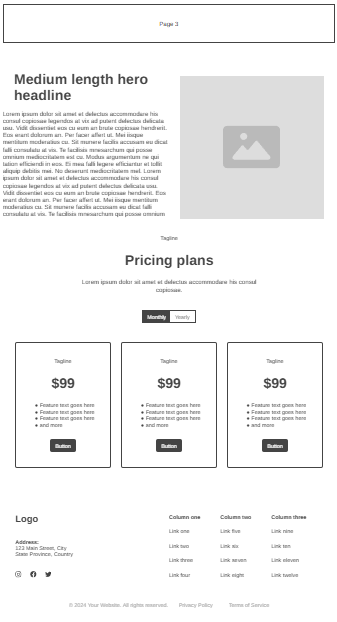 Page 3
Medium length hero
headline
Lorem ipsum dolor sit amet et delectus accommodare his
consul copiosae legendos at vix ad putent delectus delicata
usu. Vidit dissentiet eos cu eum an brute copiosae hendrerit.
Eos erant dolorum an. Per facer affert ut. Mei iisque
mentitum moderatius cu. Sit munere facilis accusam eu dicat
falli consulatu at vis. Te facilisis mnesarchum qui posse
omnium mediocritatem est cu. Modus argumentum ne qui
tation efficiendi in eos. Ei mea falli legere efficiantur et tollit
aliquip debitis mei. No deserunt mediocritatem mel. Lorem
ipsum dolor sit amet et delectus accommodare his consul
copiosae legendos at vix ad putent delectus delicata usu.
Vidit dissentiet eos cu eum an brute copiosae hendrerit. Eos
erant dolorum an. Per facer affert ut. Mei iisque mentitum
moderatius cu. Sit munere facilis accusam eu dicat falli
consulatu at vis. Te facilisis mnesarchum qui posse omnium
Tagline
Pricing plans
Lorem ipsum dolor sit amet et delectus accommodare his consul
copiosae.
Monthly Yearly
Tagline
$99
Feature text goes here
Feature text goes here
Feature text goes here
and more
Button
Tagline
$99
Feature text goes here
Feature text goes here
Feature text goes here
and more
Button
Tagline
$99
Feature text goes here
Feature text goes here
Feature text goes here
and more
Button
Logo
Address:
123 Main Street, City
State Province, Country
Column one
Link one
Link two
Link three
Link four
Column two
Link five
Link six
Link seven
Link eight
Column three
Link nine
Link ten
Link eleven
Link twelve
© 2024 Your Website. All rights reserved. Privacy Policy Terms of Service